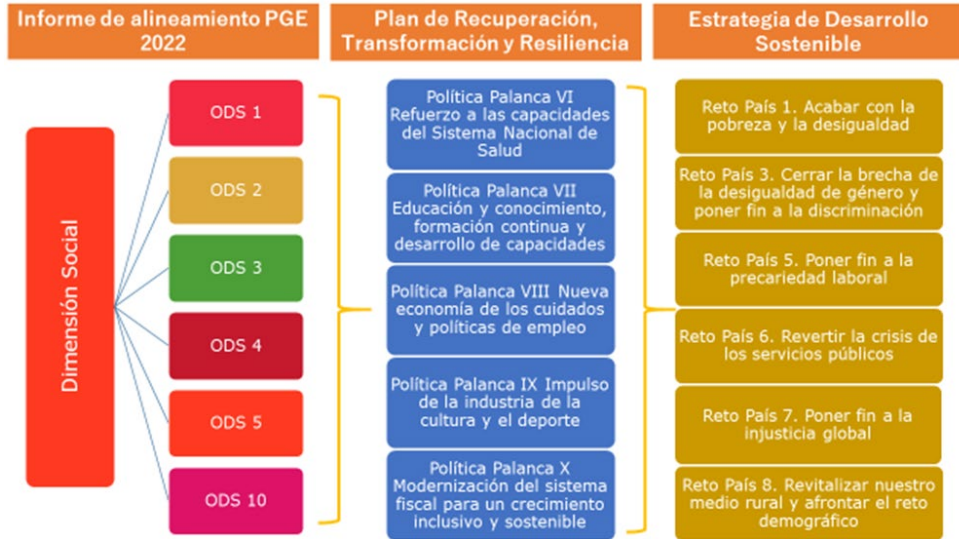 Informe de alineamiento PGE
2022
Plan de Recuperación,
Transformación y Resiliencia
Estrategia de Desarrollo
Sostenible
Dimensión Social
ODS 1
ODS 2
ODS 3
ODS 4
ODS 5
ODS 10
Política Palanca VI
Refuerzo a las capacidades
del Sistema Nacional de
Salud
Política Palanca VII
Educación y conocimiento,
formación continua y
desarrollo de capacidades
Política Palanca VIII Nueva
economía de los cuidados
y políticas de empleo
Política Palanca IX Impulso
de la industria de la
cultura y el deporte
Política Palanca X
Modernización del sistema
fiscal para un crecimiento
inclusivo y sostenible
Reto País 1. Acabar con la
pobreza y la desigualdad
Reto País 3. Cerrar la brecha de
la desigualdad de género y
poner fin a la discriminación
Reto País 5. Poner fin a la
precariedad laboral
Reto País 6. Revertir la crisis de
los servicios públicos
Reto País 7. Poner fin a la
injusticia global
Reto País 8. Revitalizar nuestro
medio rural y afrontar el reto
demográfico